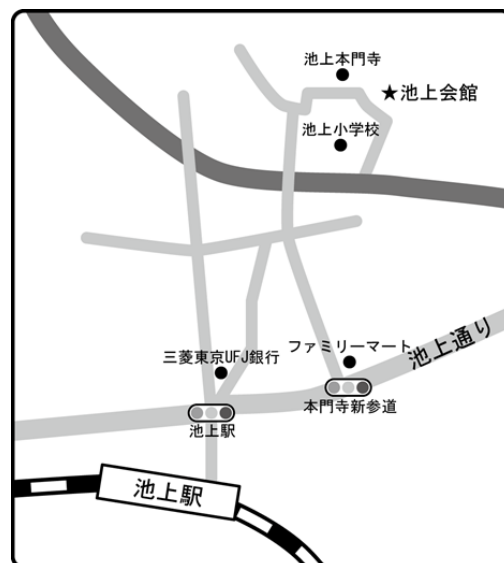 池上本門寺
★池上会館
池上小学校
三菱東京UFJ銀行
ファミリーマート
池上通り
本門寺新参道
池上駅
池上駅